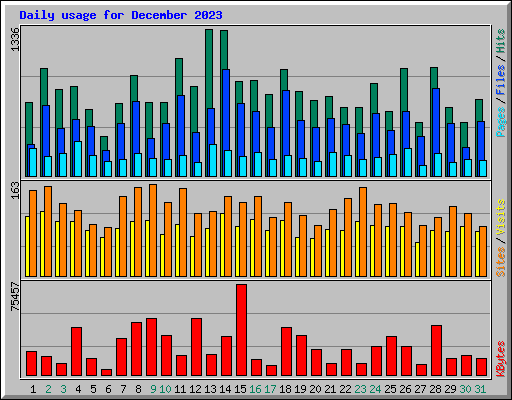 Daily usage for December 2023
1336
Pages / Files / Hits
163
Sites / Visits
75457
KBytes
1 2 3 4 5 6 7 8 9 10 11 12 13 14 15 16 17 18 19 20 21 22 23 24 25 26 27 28 29 30 31